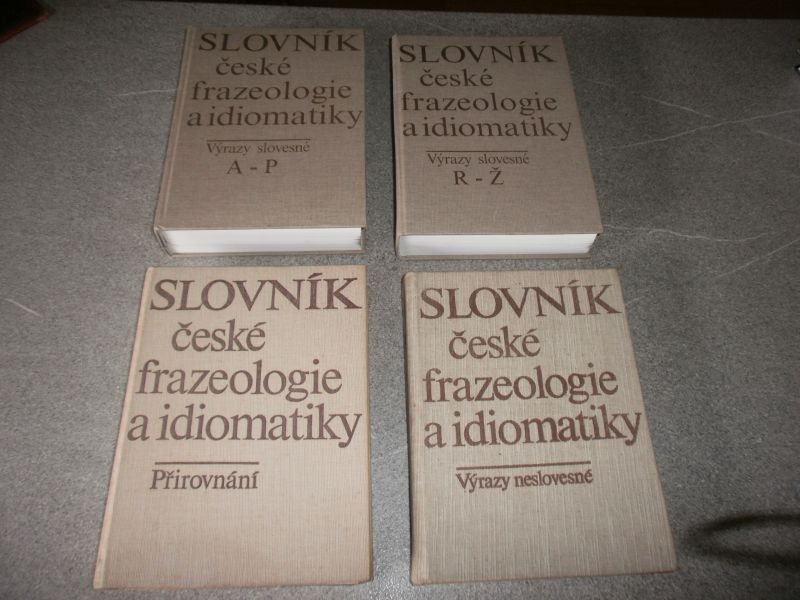 SLOVNÍK
české
frazeologie
a idiomatiky
Výrazy slovesné
A - P
SLOVNÍK
české
frazeologie
a idiomatiky
Výrazy slovesné
R - Ž
SLOVNÍK
české
frazeologie
a idiomatiky
Přirovnání
SLOVNÍK
české
frazeologie
a idiomatiky
Výrazy neslovesné